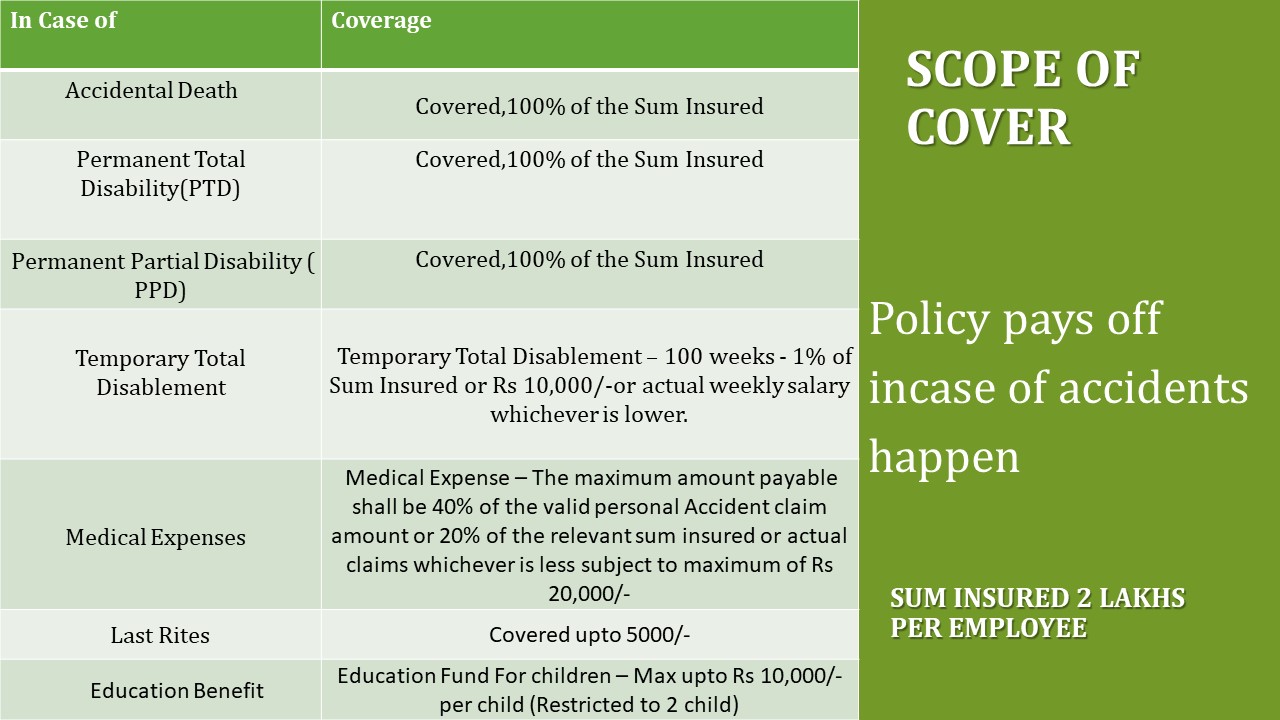 In Case of
Coverage
Accidental Death
Covered,100% of the Sum Insured
Permanent Total
Disability(PTD)
Covered,100% of the Sum Insured
Permanent Partial Disability (
PPD)
Covered,100% of the Sum Insured
Temporary Total
Disablement
Temporary Total Disablement – 100 weeks - 1% of
Sum Insured or Rs 10,000/-or actual weekly salary
whichever is lower.
Medical Expenses
Medical Expense – The maximum amount payable
shall be 40% of the valid personal Accident claim
amount or 20% of the relevant sum insured or actual
claims whichever is less subject to maximum of Rs
20,000/-
Last Rites
Covered upto 5000/-
Education Benefit
Education Fund For children – Max upto Rs 10,000/-
per child (Restricted to 2 child)
SCOPE OF
COVER
Policy pays off
incase of accidents
happen
SUM INSURED 2 LAKHS
PER EMPLOYEE